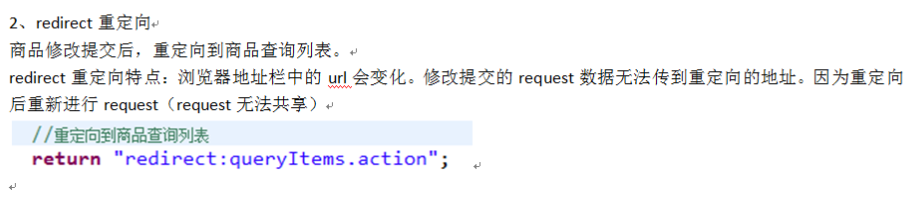 2、redirect 重定向
商品修改提交后，重定向到商品查询列表。
redirect 重定向特点：浏览器地址栏中的 url 会变化。修改提交的 request 数据无法传到重定向的地址。因为重定向
后重新进行 request（request 无法共享）
//重定向到商品查询列表
return "redirect:queryItems.action";